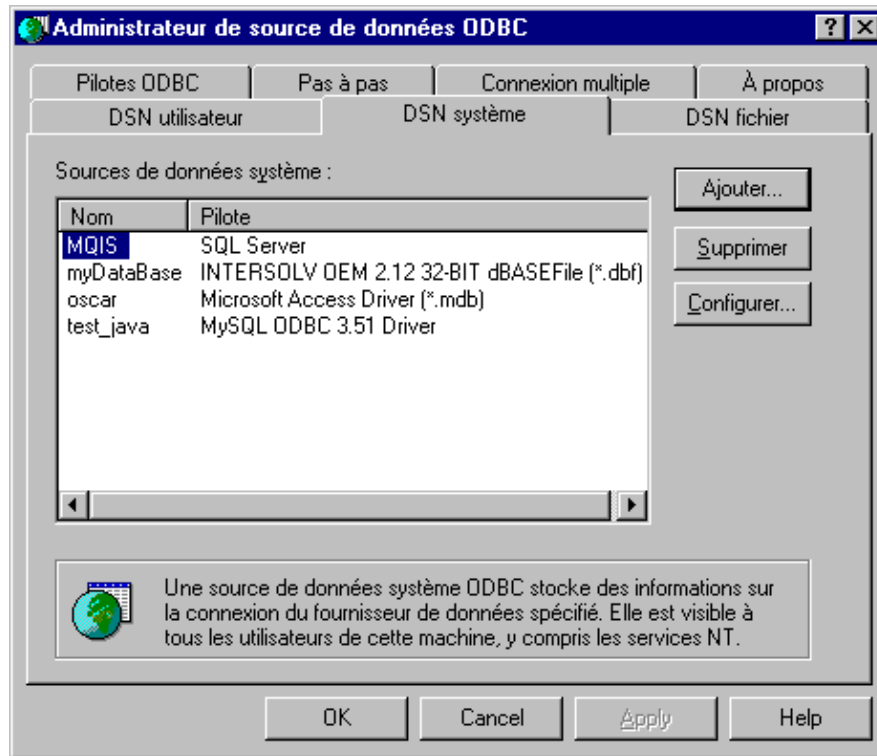 Administrateur de source de données ODBC
Pilotes ODBC Pas à pas Connexion multiple À propos
DSN utilisateur DSN système DSN fichier
Sources de données système :
Ajouter...
Nom Pilote
MQIS SQL Server
Supprimer
myDataBase INTERSOLV OEM 2.12 32-BIT dBASEFile (*.dbf)
oscar Microsoft Access Driver (*.mdb)
Configurer...
test_java MySQL ODBC 3.51 Driver
Une source de données système ODBC stocke des informations sur
la connexion du fournisseur de données spécifié. Elle est visible à
tous les utilisateurs de cette machine, y compris les services NT.
OK Cancel Apply Help